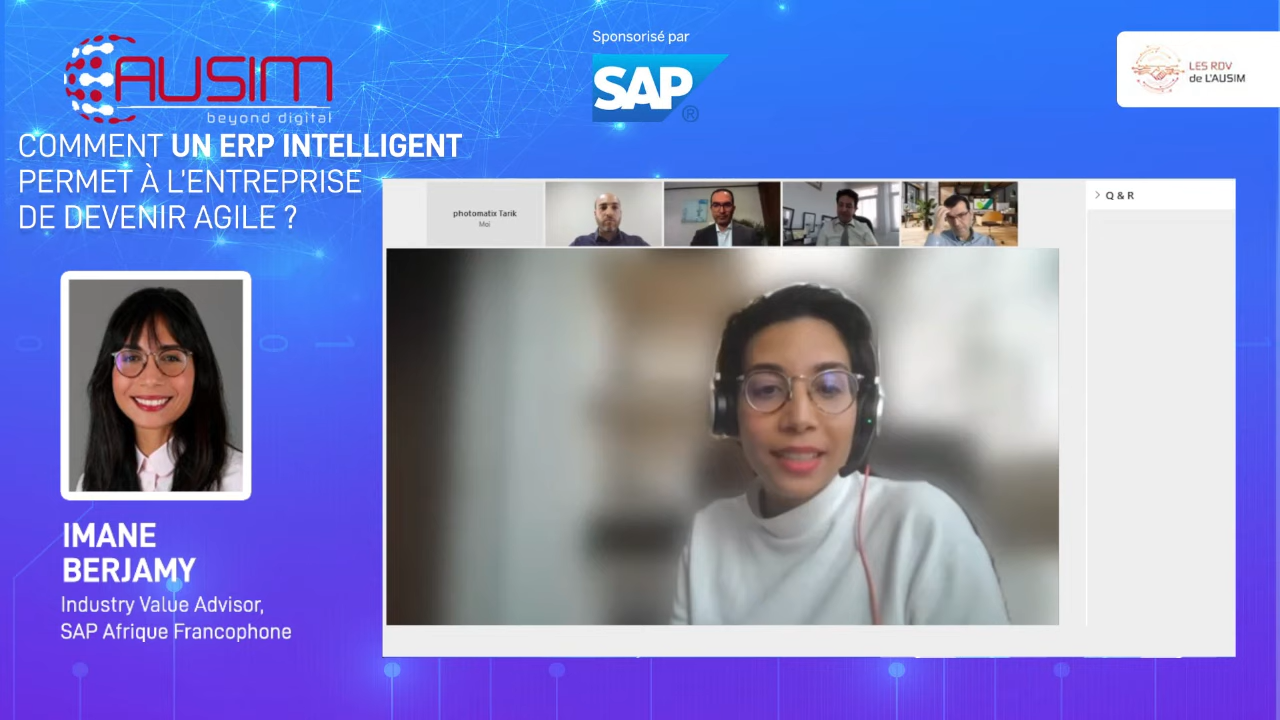 AUSIM
beyond digital
COMMENT UN ERP INTELLIGENT
PERMET À L'ENTREPRISE
DE DEVENIR AGILE ?
Sponsorisé par
SAP
®
LES RDV
de L'AUSIM
photomatix Tarik
Moi
> Q & R
IMANE
BERJAMY
Industry Value Advisor,
SAP Afrique Francophone